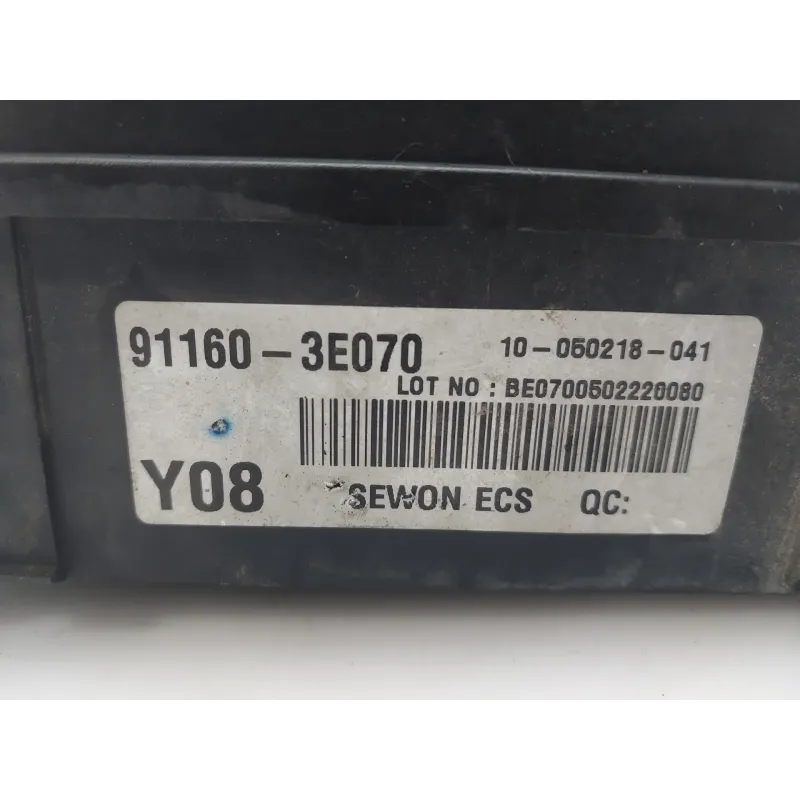 91160-3E070 10-050218-041
LOT NO : BE0700502220080
Y08 SEWON ECS QC: